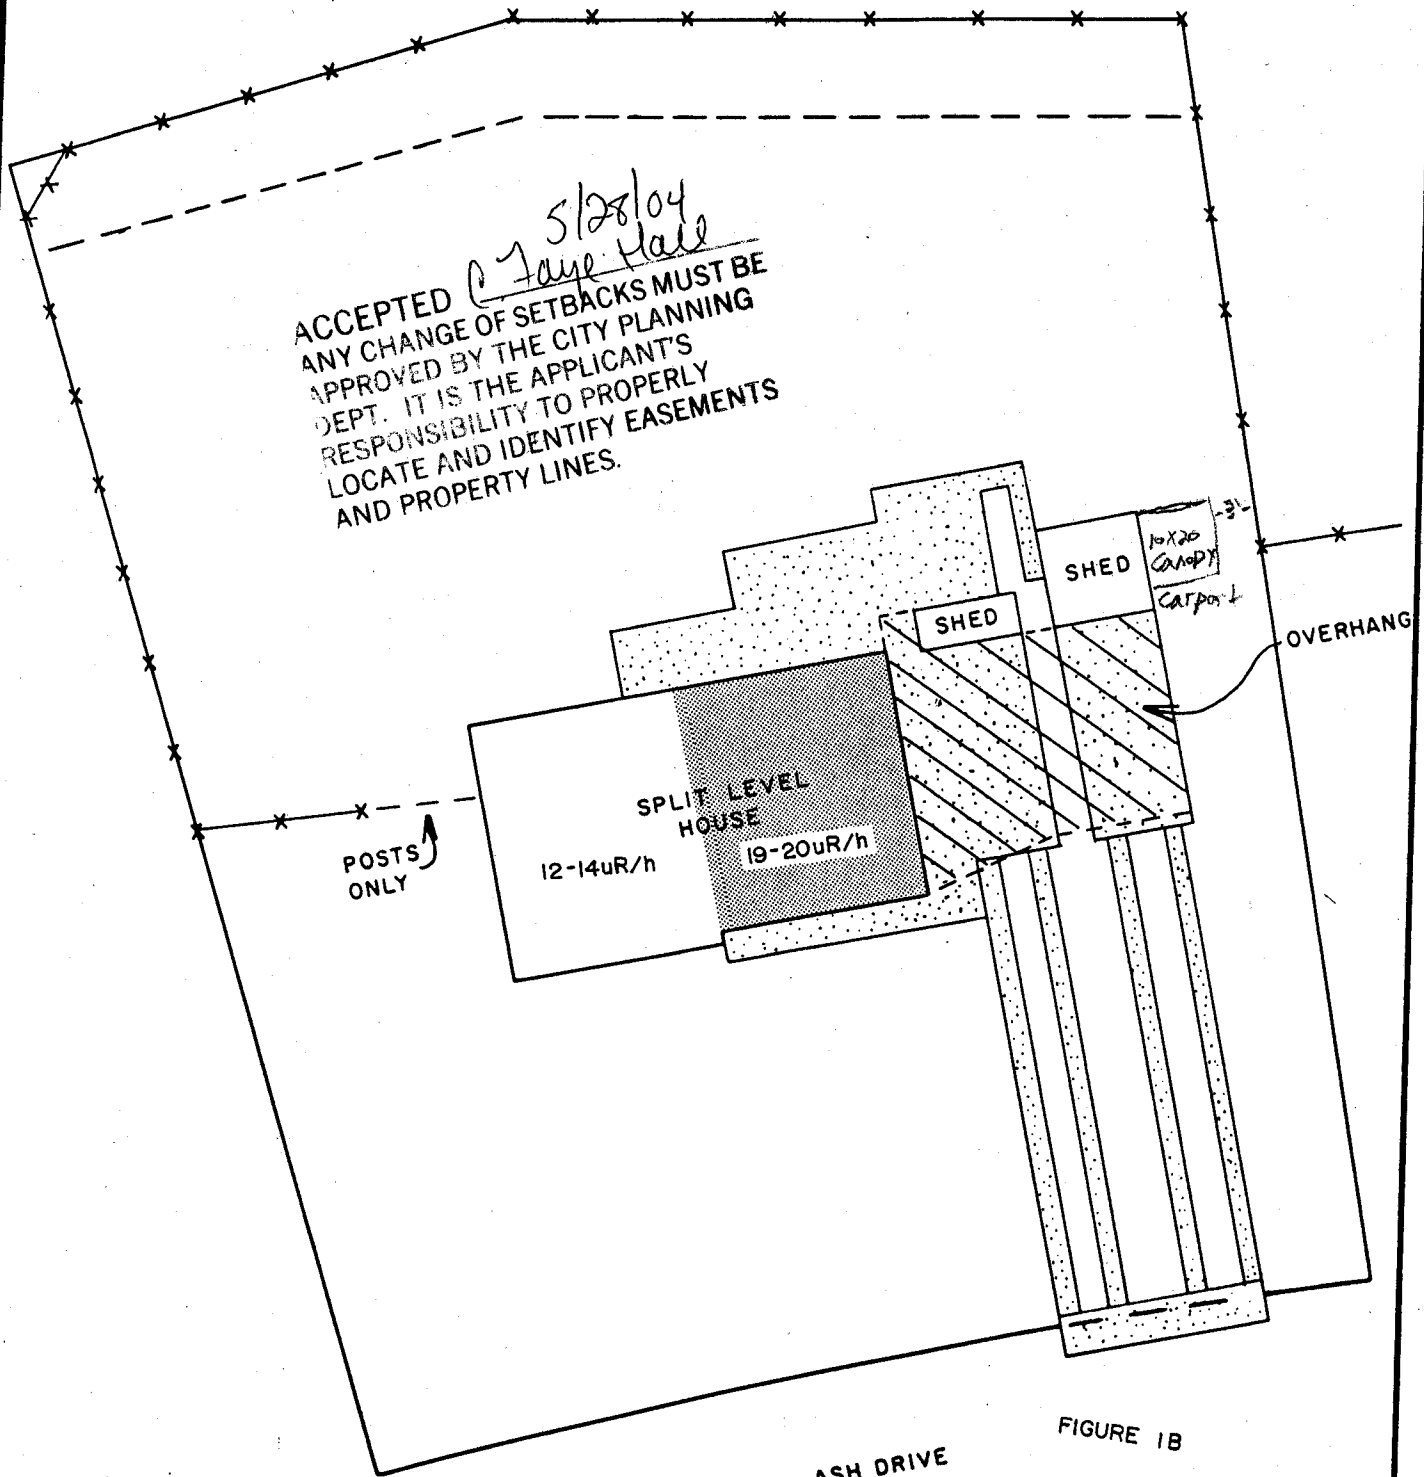 5/28/04
C Faye Hall
ACCEPTED
ANY CHANGE OF SETBACKS MUST BE
APPROVED BY THE CITY PLANNING
DEPT. IT IS THE APPLICANT'S
RESPONSIBILITY TO PROPERLY
LOCATE AND IDENTIFY EASEMENTS
AND PROPERTY LINES.
-3'-
10X20
Canopy
Carport
SHED
SHED
OVERHANG
SPLIT LEVEL
HOUSE
12-14uR/h
19-20uR/h
POSTS
ONLY
FIGURE 1B
ASH DRIVE